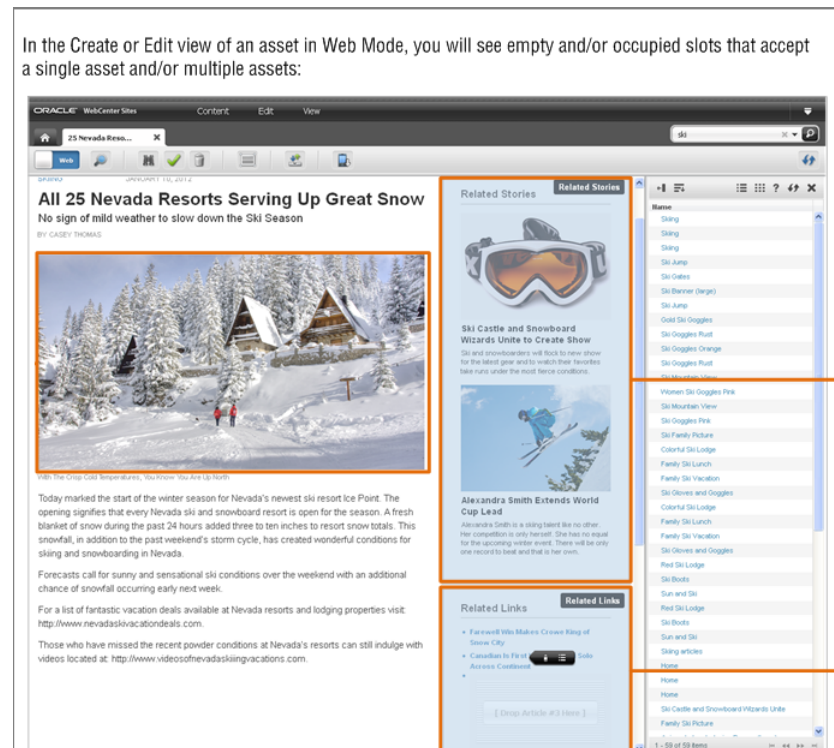 In the Create or Edit view of an asset in Web Mode, you will see empty and/or occupied slots that accept
a single asset and/or multiple assets:
ORACLE WebCenter Sites
Content
Edit
View
25 Nevada Reso...
ski
Web
SKIING
JANUARY 10, 2012
All 25 Nevada Resorts Serving Up Great Snow
No sign of mild weather to slow down the Ski Season
BY CASEY THOMAS
With The Crisp Cold Temperatures, You Know You Are Up North
Today marked the start of the winter season for Nevada's newest ski resort Ice Point. The
opening signifies that every Nevada ski and snowboard resort is open for the season. A fresh
blanket of snow during the past 24 hours added three to ten inches to resort snow totals. This
snowfall, in addition to the past weekend's storm cycle, has created wonderful conditions for
skiing and snowboarding in Nevada.
Forecasts call for sunny and sensational ski conditions over the weekend with an additional
chance of snowfall occurring early next week.
For a list of fantastic vacation deals available at Nevada resorts and lodging properties visit:
http://www.nevadaskivacationdeals.com.
Those who have missed the recent powder conditions at Nevada's resorts can still indulge with
videos located at: http://www.videosofnevadaskiiingvacations.com.
Related Stories
Related Stories
Ski Castle and Snowboard
Wizards Unite to Create Show
Ski and snowboarders will flock to new show
for the latest gear and to watch their favorites
take runs under the most fierce conditions.
Alexandra Smith Extends World
Cup Lead
Alexandra Smith is a skiing talent like no other.
Her competition is only herself. She has no equal
for the upcoming winter event. There will be only
one record to beat and that is her own.
Related Links
Related Links
Farewell Win Makes Crowe King of
Snow City
Canadian Is First Solo
Across Continent
[ Drop Article #3 Here ]
Name
Skiing
Skiing
Skiing
Ski Jump
Ski Gates
Ski Banner (large)
Ski Jump
Gold Ski Goggles
Ski Goggles Rust
Ski Goggles Orange
Ski Goggles Rust
Ski Mountain View
Women Ski Goggles Pink
Ski Mountain View
Ski Goggles Pink
Ski Family Picture
Colorful Ski Lodge
Family Ski Lunch
Family Ski Vacation
Ski Gloves and Goggles
Colorful Ski Lodge
Family Ski Lunch
Family Ski Vacation
Ski Gloves and Goggles
Red Ski Lodge
Ski Boots
Sun and Ski
Red Ski Lodge
Ski Boots
Sun and Ski
Skiing articles
Home
Home
Home
Ski Castle and Snowboard Wizards Unite
Family Ski Picture
1 - 59 of 59 items